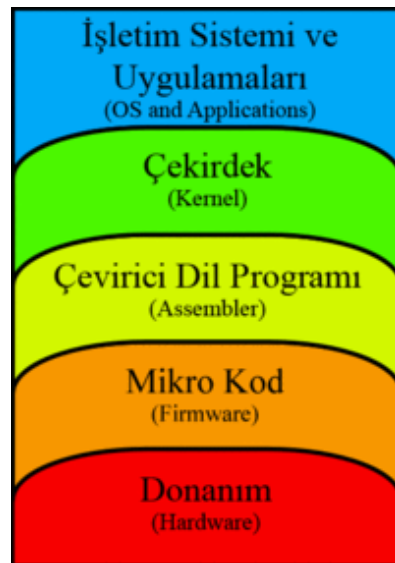 İşletim Sistemi ve
Uygulamaları
(OS and Applications)
Çekirdek
(Kernel)
Çevirici Dil Programı
(Assembler)
Mikro Kod
(Firmware)
Donanım
(Hardware)